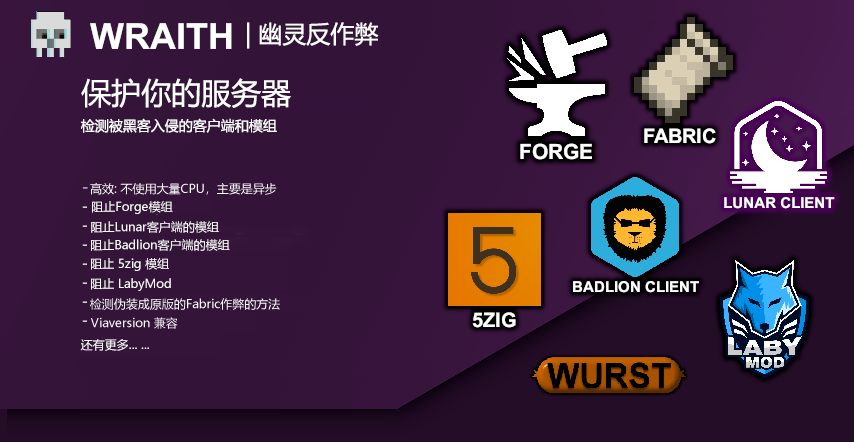 WRAITH |幽灵反作弊
保护你的服务器
检测被黑客入侵的客户端和模组
- 高效: 不使用大量CPU，主要是异步
- 阻止Forge模组
- 阻止Lunar客户端的模组
- 阻止Badlion客户端的模组
- 阻止 5zig 模组
- 阻止 LabyMod
- 检测伪装成原版的Fabric作弊的方法
- Viaversion 兼容
还有更多... ...
FORGE
FABRIC
LUNAR CLIENT
5
5ZIG
BADLION CLIENT
LABY
MOD
WURST